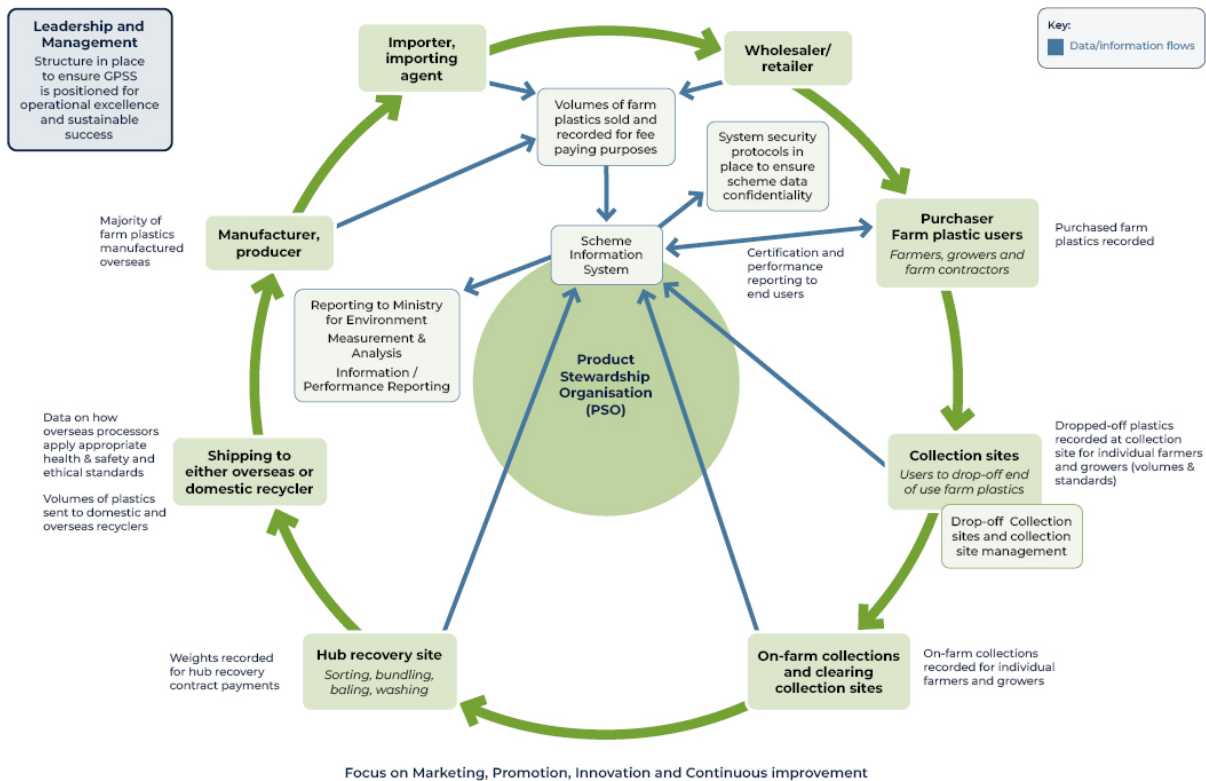 Leadership and
Management
Structure in place
to ensure GPSS
is positioned for
operational excellence
and sustainable
success
Importer,
importing
agent
Wholesaler/
retailer
Key:
Data/information flows
Volumes of farm
plastics sold and
recorded for fee
paying purposes
System security
protocols in
place to ensure
scheme data
confidentiality
Majority of
farm plastics
manufactured
overseas
Manufacturer,
producer
Scheme
Information
System
Certification and
performance
reporting to
end users
Purchaser
Farm plastic users
Farmers, growers and
farm contractors
Purchased farm
plastics recorded
Reporting to Ministry
for Environment
Measurement &
Analysis
Information /
Performance Reporting
Product
Stewardship
Organisation
(PSO)
Data on how
overseas processors
apply appropriate
health & safety and
ethical standards
Volumes of plastics
sent to domestic and
overseas recyclers
Shipping to
either overseas or
domestic recycler
Collection sites
Users to drop-off end
of use farm plastics
Dropped-off plastics
recorded at collection
site for individual farmers
and growers (volumes &
standards)
Drop-off Collection
sites and collection
site management
Weights recorded
for hub recovery
contract payments
Hub recovery site
Sorting, bundling,
baling, washing
On-farm collections
and clearing
collection sites
On-farm collections
recorded for individual
farmers and growers
Focus on Marketing, Promotion, Innovation and Continuous improvement